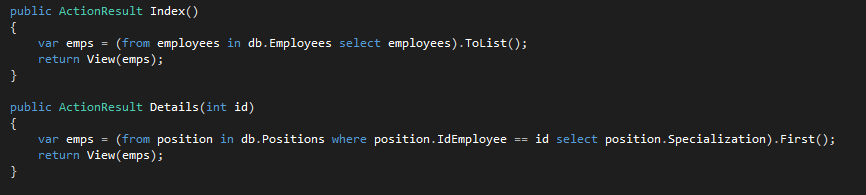 public ActionResult Index()
{
    var emps = (from employees in db.Employees select employees).ToList();
    return View(emps);
}

public ActionResult Details(int id)
{
    var emps = (from position in db.Positions where position.IdEmployee == id select position.Specialization).First();
    return View(emps);
}